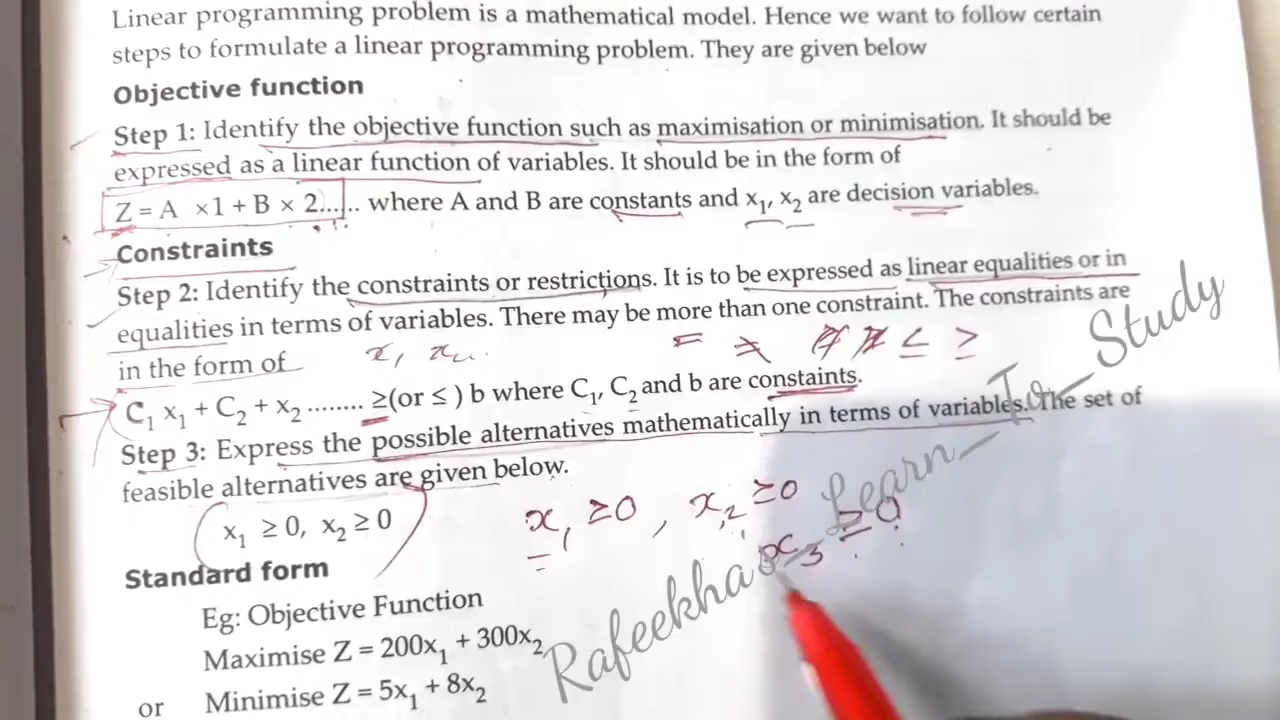 Linear programming problem is a mathematical model. Hence we want to follow certain
steps to formulate a linear programming problem. They are given below
Objective function
Step 1: Identify the objective function such as maximisation or minimisation. It should be
expressed as a linear function of variables. It should be in the form of
Z = A ×1 + B × 2..... where A and B are constants and x₁, x₂ are decision variables.
Constraints
Step 2: Identify the constraints or restrictions. It is to be expressed as linear equalities or in
equalities in terms of variables. There may be more than one constraint. The constraints are
in the form of
= ≠ ≤ ≥
C₁ x₁ + C₂ + x₂ ........ ≥(or ≤ ) b where C₁, C₂ and b are constaints.
Step 3: Express the possible alternatives mathematically in terms of variables. The set of
feasible alternatives are given below.
x₁ ≥ 0, x₂ ≥ 0
x₁ ≥0, x₂ ≥0
x₃ ≥ 0
Standard form
Eg: Objective Function
Maximise Z = 200x₁ + 300x₂
or Minimise Z = 5x₁ + 8x₂
Rafeekha's Learn_To_Study